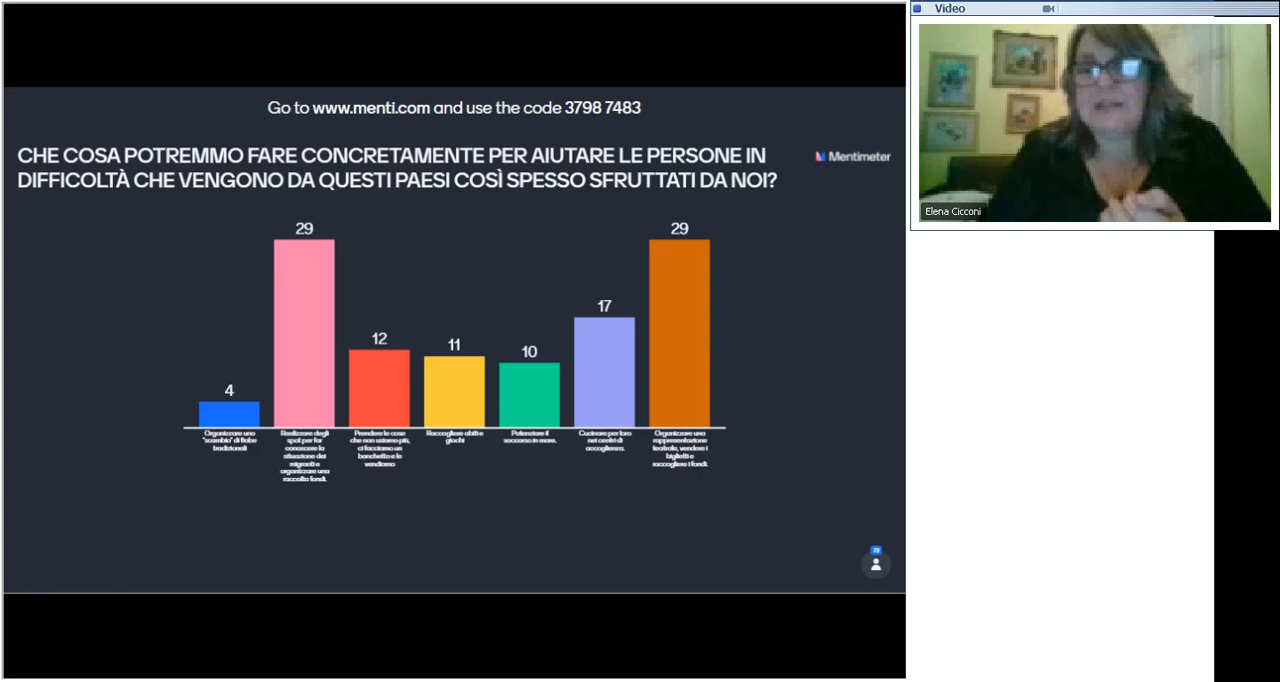 Go to www.menti.com and use the code 3798 7483
CHE COSA POTREMMO FARE CONCRETAMENTE PER AIUTARE LE PERSONE IN
DIFFICOLTÀ CHE VENGONO DA QUESTI PAESI COSÌ SPESSO SFRUTTATI DA NOI?
Mentimeter
4
29
12
11
10
17
29
Organizzare uno
"scambio" di fiabe
tradizionali
Realizzare degli
spot per far
conoscere la
situazione dei
migranti e
organizzare una
raccolta fondi.
Prendere le cose
che non usiamo più,
ci facciamo un
banchetto e le
vendiamo
Raccogliere abiti e
giochi
Potenziare il
soccorso in mare.
Cucinare per loro
nei centri di
accoglienza.
Organizzare una
rappresentazione
teatrale, vendere i
biglietti e
raccogliere i fondi.
Video
Elena Cicconi